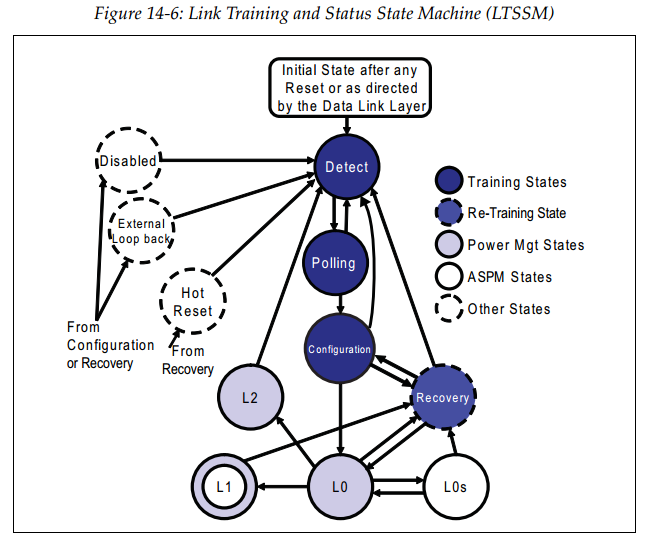 Figure 14-6: Link Training and Status State Machine (LTSSM)
Initial State after any
Reset or as directed
by the Data Link Layer
Disabled
Detect
Training States
Re-Training State
Power Mgt States
ASPM States
Other States
External
Loop back
Polling
Hot
Reset
From
Configuration
or Recovery
From
Recovery
Configuration
L2
Recovery
L1
L0
L0s